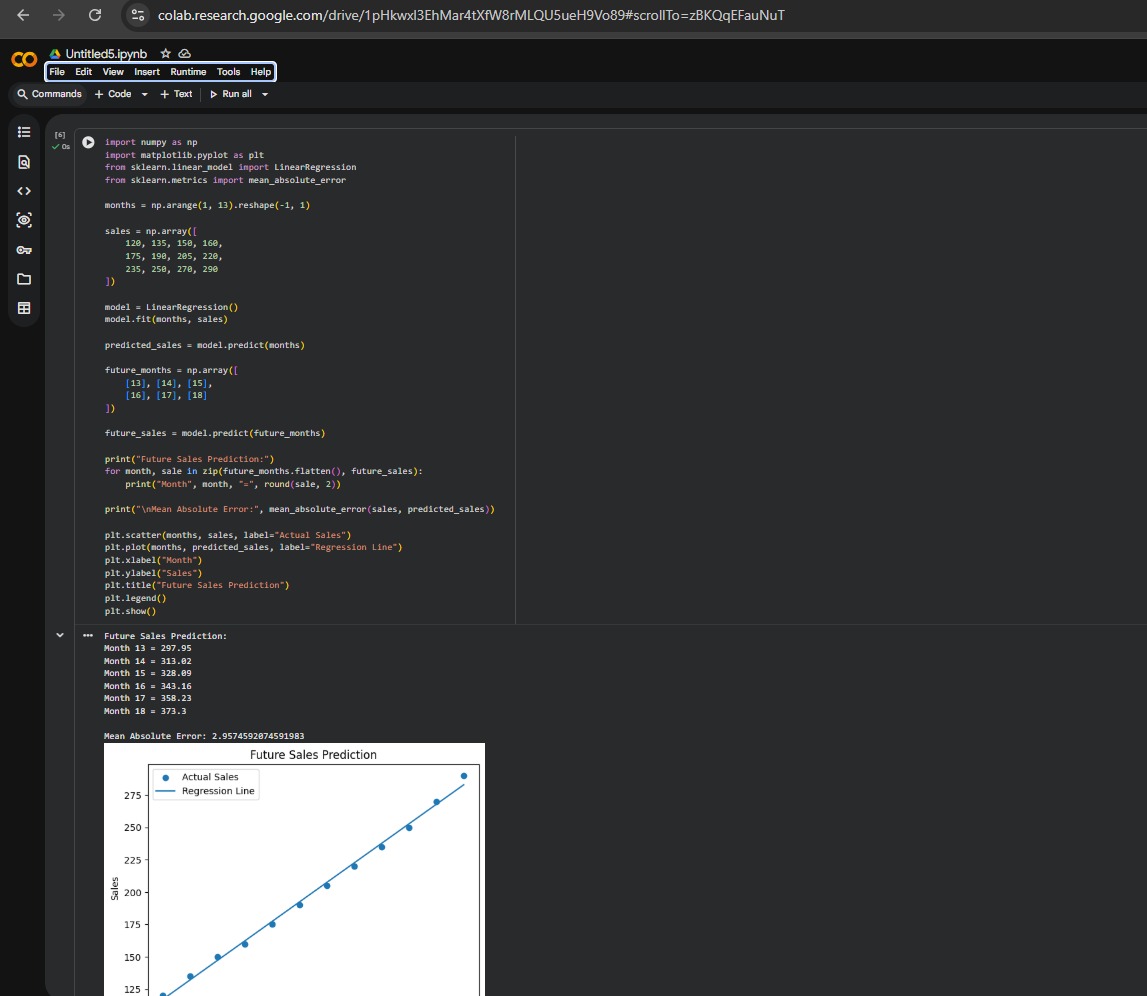 colab.research.google.com/drive/1pHkwxl3EhMar4tXfW8rMLQU5ueH9Vo89#scrollTo=zBKQqEFauNuT
Untitled5.ipynb
File Edit View Insert Runtime Tools Help
Commands + Code + Text Run all
[6]
0s
import numpy as np
import matplotlib.pyplot as plt
from sklearn.linear_model import LinearRegression
from sklearn.metrics import mean_absolute_error
months = np.arange(1, 13).reshape(-1, 1)
sales = np.array([
120, 135, 150, 160,
175, 190, 205, 220,
235, 250, 270, 290
])
model = LinearRegression()
model.fit(months, sales)
predicted_sales = model.predict(months)
future_months = np.array([
[13], [14], [15],
[16], [17], [18]
])
future_sales = model.predict(future_months)
print("Future Sales Prediction:")
for month, sale in zip(future_months.flatten(), future_sales):
print("Month", month, "=", round(sale, 2))
print("\nMean Absolute Error:", mean_absolute_error(sales, predicted_sales))
plt.scatter(months, sales, label="Actual Sales")
plt.plot(months, predicted_sales, label="Regression Line")
plt.xlabel("Month")
plt.ylabel("Sales")
plt.title("Future Sales Prediction")
plt.legend()
plt.show()
Future Sales Prediction:
Month 13 = 297.95
Month 14 = 313.02
Month 15 = 328.09
Month 16 = 343.16
Month 17 = 358.23
Month 18 = 373.3
Mean Absolute Error: 2.9574592074591983
Future Sales Prediction
Actual Sales
Regression Line
275
250
225
200
175
150
125
Sales